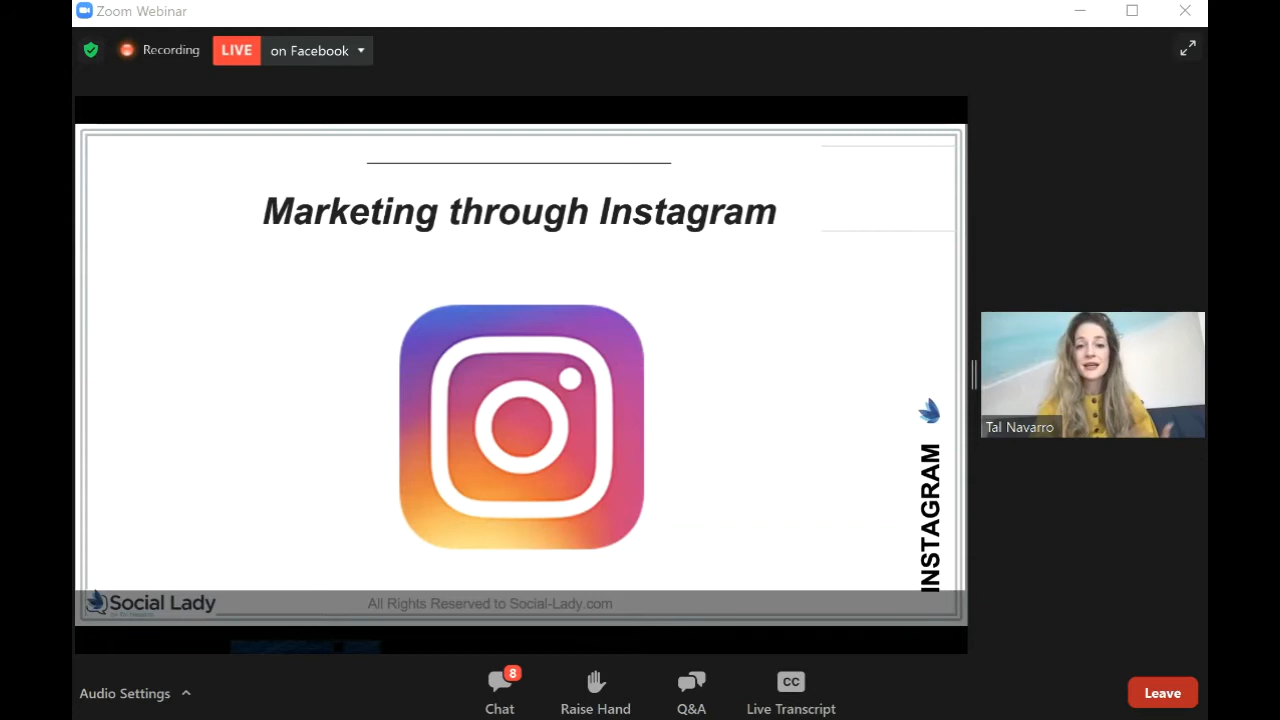 Zoom Webinar
Recording
LIVE on Facebook
Marketing through Instagram
INSTAGRAM
Tal Navarro
Social Lady
All Rights Reserved to Social-Lady.com
Audio Settings
8
Chat
Raise Hand
Q&A
CC
Live Transcript
Leave